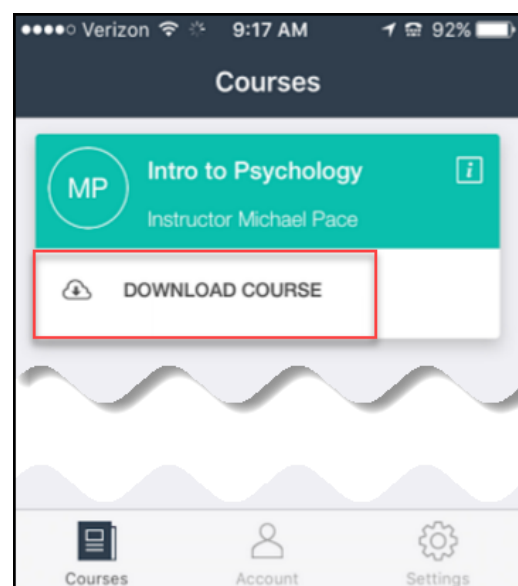 Verizon 9:17 AM 92%
Courses
MP
Intro to Psychology
i
Instructor Michael Pace
DOWNLOAD COURSE
Courses Account Settings